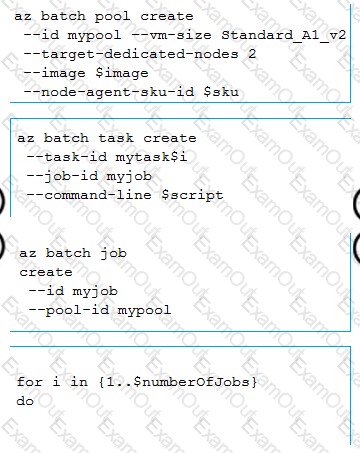 az batch pool create
--id mypool --vm-size Standard_A1_v2
--target-dedicated-nodes 2
--image $image
--node-agent-sku-id $sku
az batch task create
--task-id mytask$i
--job-id myjob
--command-line $script
az batch job
create
--id myjob
--pool-id mypool
for i in {1..$numberOfJobs}
do